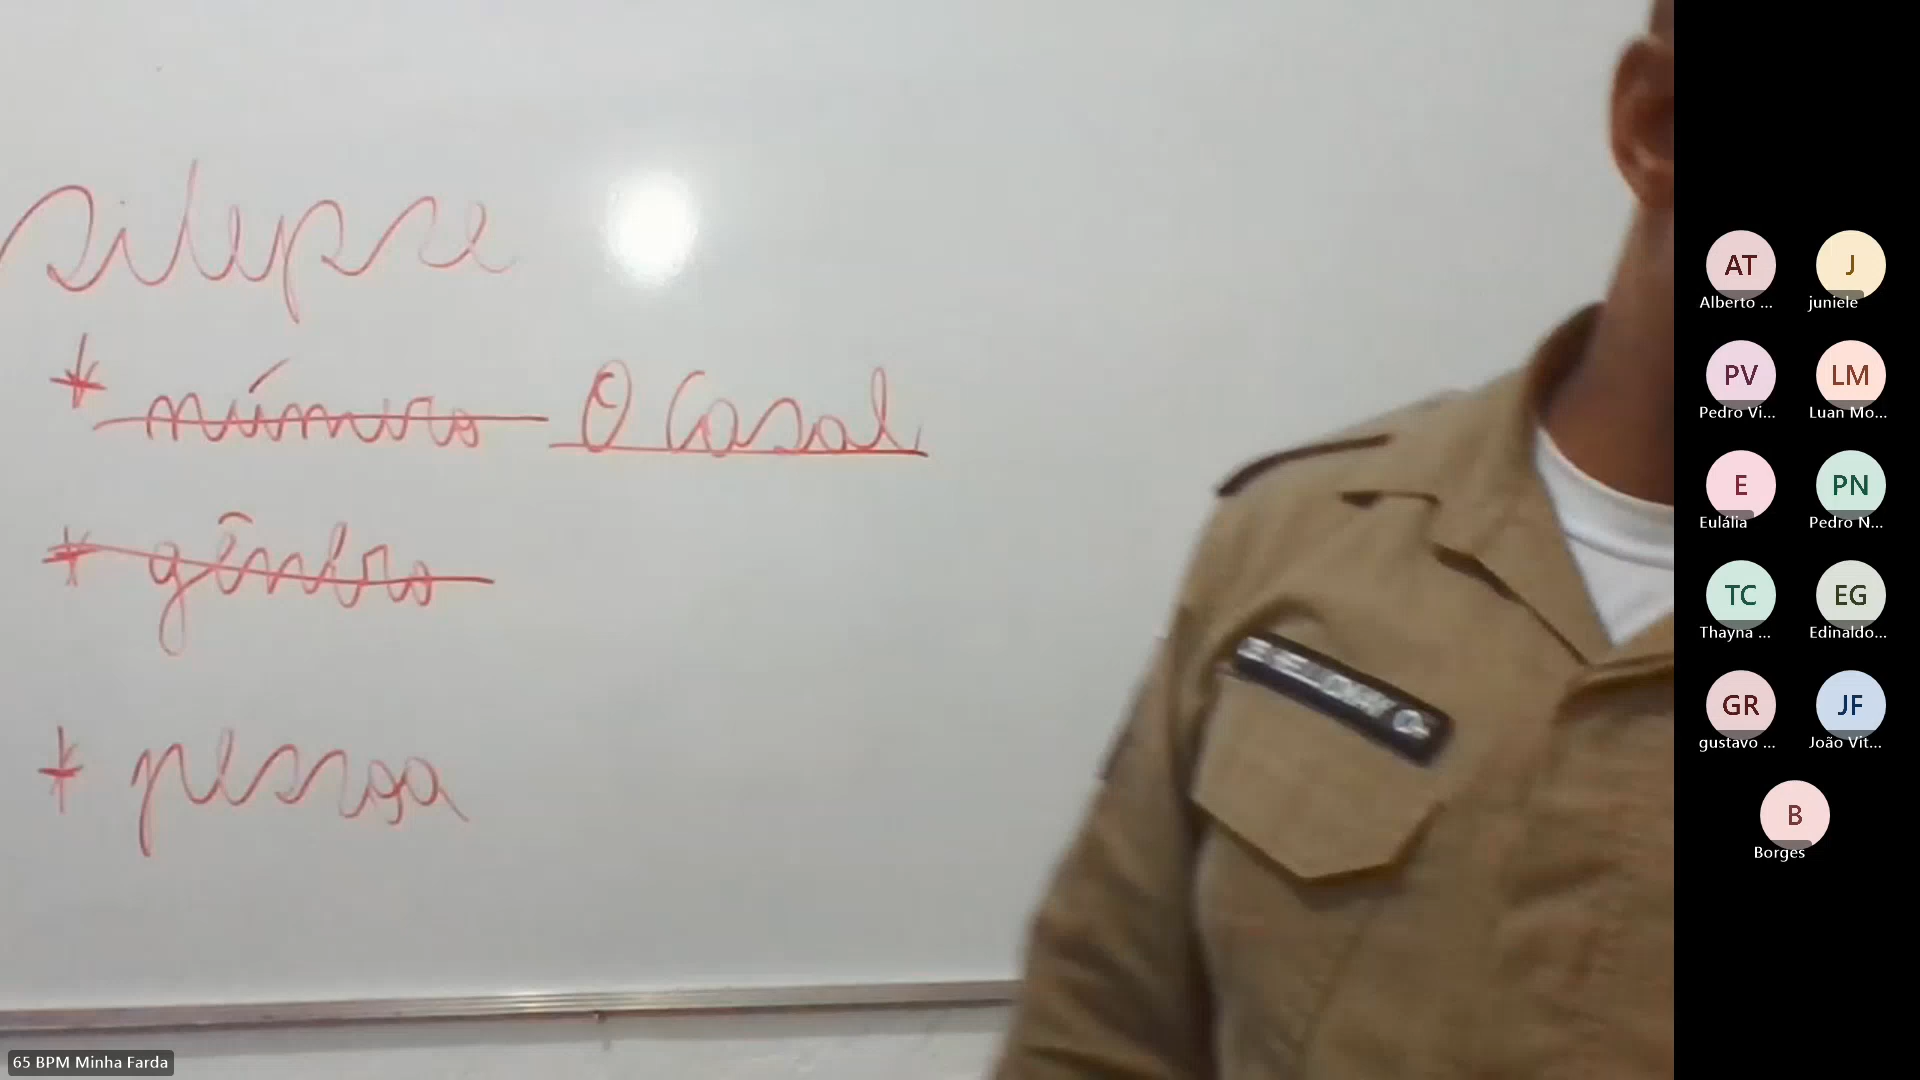 silepse
* número O Casal
* gênero
* pessoa
AT
Alberto ...
J
juniele
PV
Pedro Vi...
LM
Luan Mo...
E
Eulália
PN
Pedro N...
TC
Thayna ...
EG
Edinaldo...
GR
gustavo ...
JF
João Vit...
B
Borges
65 BPM Minha Farda